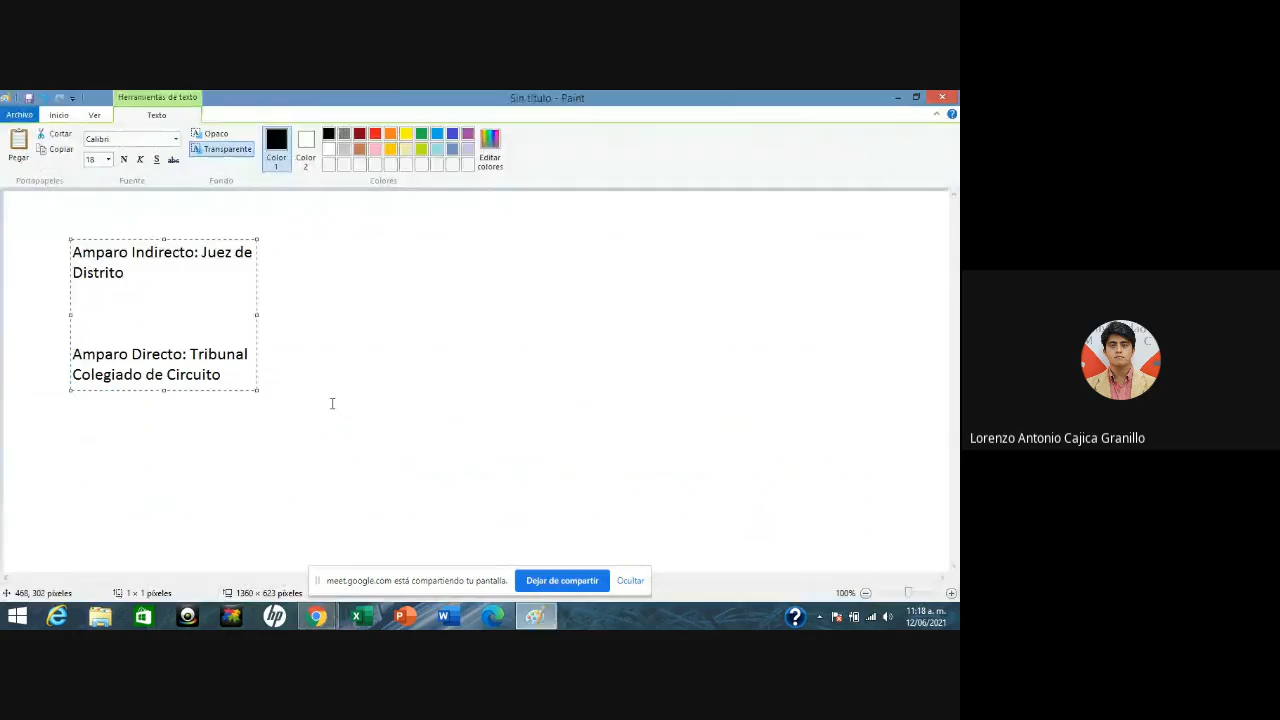 Herramientas de texto
Sin título - Paint
Archivo
Inicio
Ver
Texto
Pegar
Cortar
Copiar
Portapapeles
Calibri
18
N K S abc
Fuente
Opaco
Transparente
Fondo
Color 1
Color 2
Editar colores
Colores
Amparo Indirecto: Juez de
Distrito
Amparo Directo: Tribunal
Colegiado de Circuito
Lorenzo Antonio Cajica Granillo
meet.google.com está compartiendo tu pantalla.
Dejar de compartir
Ocultar
468, 302 píxeles
1 × 1 píxeles
1360 × 623 píxeles
100%
11:18 a. m.
12/06/2021